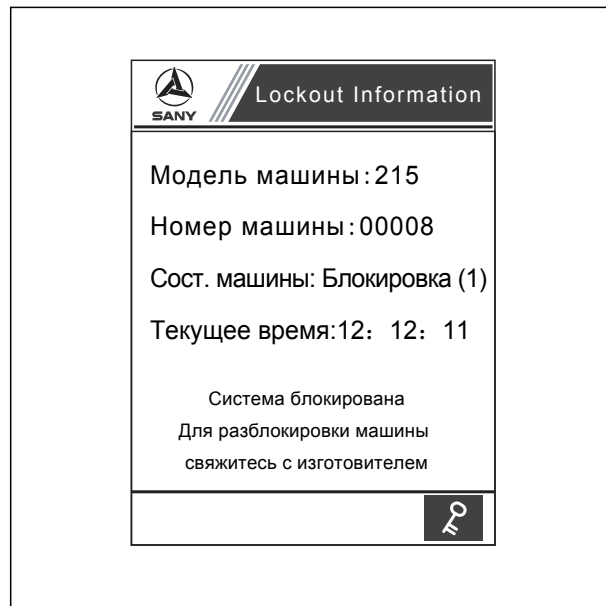 SANY
Lockout Information
Модель машины:215
Номер машины:00008
Сост. машины: Блокировка (1)
Текущее время:12: 12: 11
Система блокирована
Для разблокировки машины
свяжитесь с изготовителем